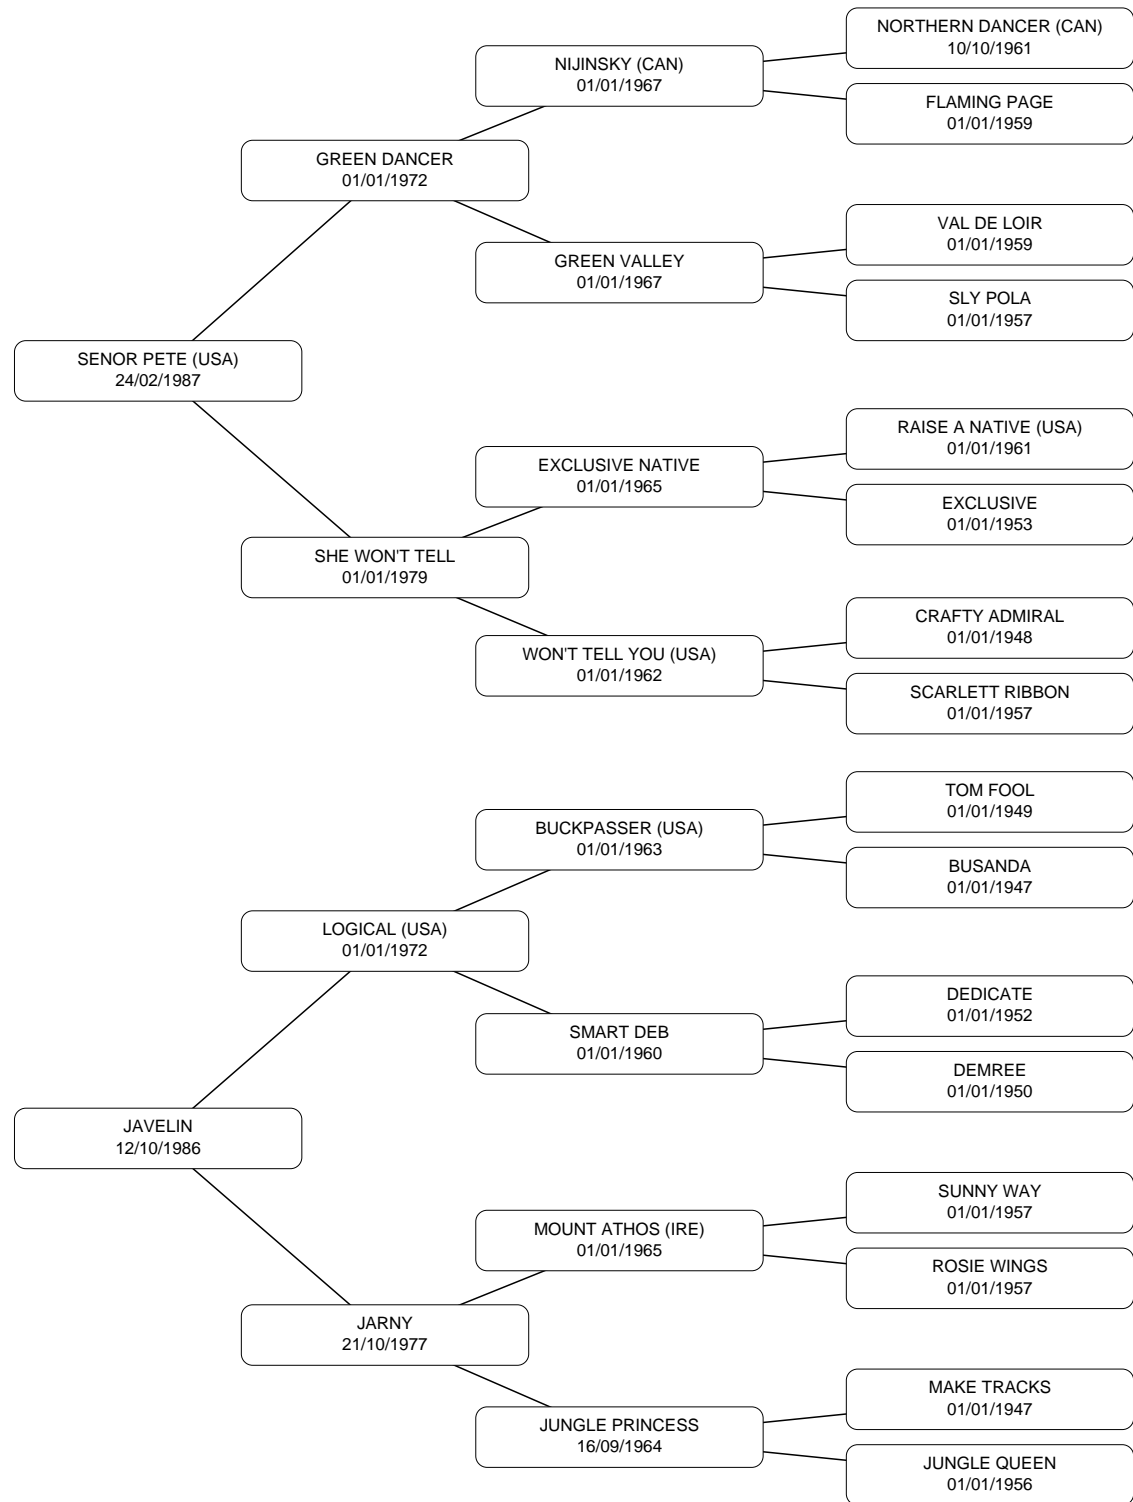 NORTHERN DANCER (CAN)
10/10/1961
NIJINSKY (CAN)
01/01/1967
FLAMING PAGE
01/01/1959
GREEN DANCER
01/01/1972
VAL DE LOIR
01/01/1959
GREEN VALLEY
01/01/1967
SLY POLA
01/01/1957
SENOR PETE (USA)
24/02/1987
RAISE A NATIVE (USA)
01/01/1961
EXCLUSIVE NATIVE
01/01/1965
EXCLUSIVE
01/01/1953
SHE WON'T TELL
01/01/1979
CRAFTY ADMIRAL
01/01/1948
WON'T TELL YOU (USA)
01/01/1962
SCARLETT RIBBON
01/01/1957
TOM FOOL
01/01/1949
BUCKPASSER (USA)
01/01/1963
BUSANDA
01/01/1947
LOGICAL (USA)
01/01/1972
DEDICATE
01/01/1952
SMART DEB
01/01/1960
DEMREE
01/01/1950
JAVELIN
12/10/1986
SUNNY WAY
01/01/1957
MOUNT ATHOS (IRE)
01/01/1965
ROSIE WINGS
01/01/1957
JARNY
21/10/1977
MAKE TRACKS
01/01/1947
JUNGLE PRINCESS
16/09/1964
JUNGLE QUEEN
01/01/1956